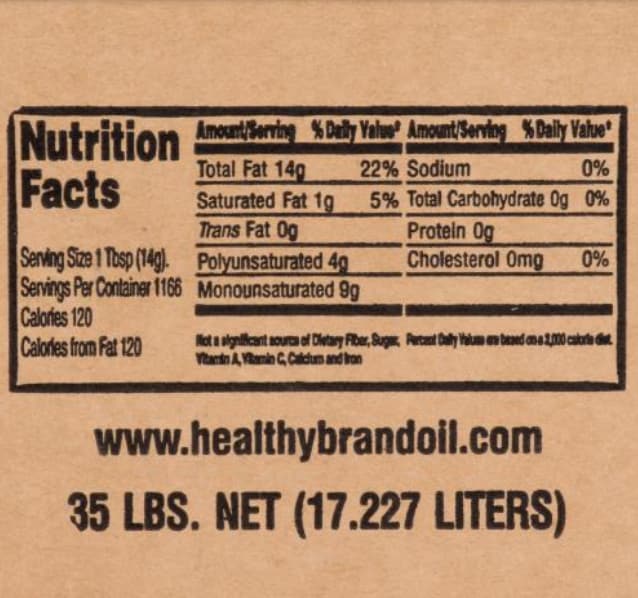 Nutrition
Facts
Serving Size 1 Tbsp (14g).
Servings Per Container 1166
Calories 120
Calories from Fat 120
Amount/Serving % Daily Value*
Total Fat 14g 22%
Saturated Fat 1g 5%
Trans Fat 0g
Polyunsaturated 4g
Monounsaturated 9g
Amount/Serving % Daily Value*
Sodium 0%
Total Carbohydrate 0g 0%
Protein 0g
Cholesterol 0mg 0%
Not a significant source of Dietary Fiber, Sugar,
Vitamin A, Vitamin C, Calcium and Iron
Percent Daily Values are based on a 2,000 calorie diet.
www.healthybrandoil.com
35 LBS. NET (17.227 LITERS)